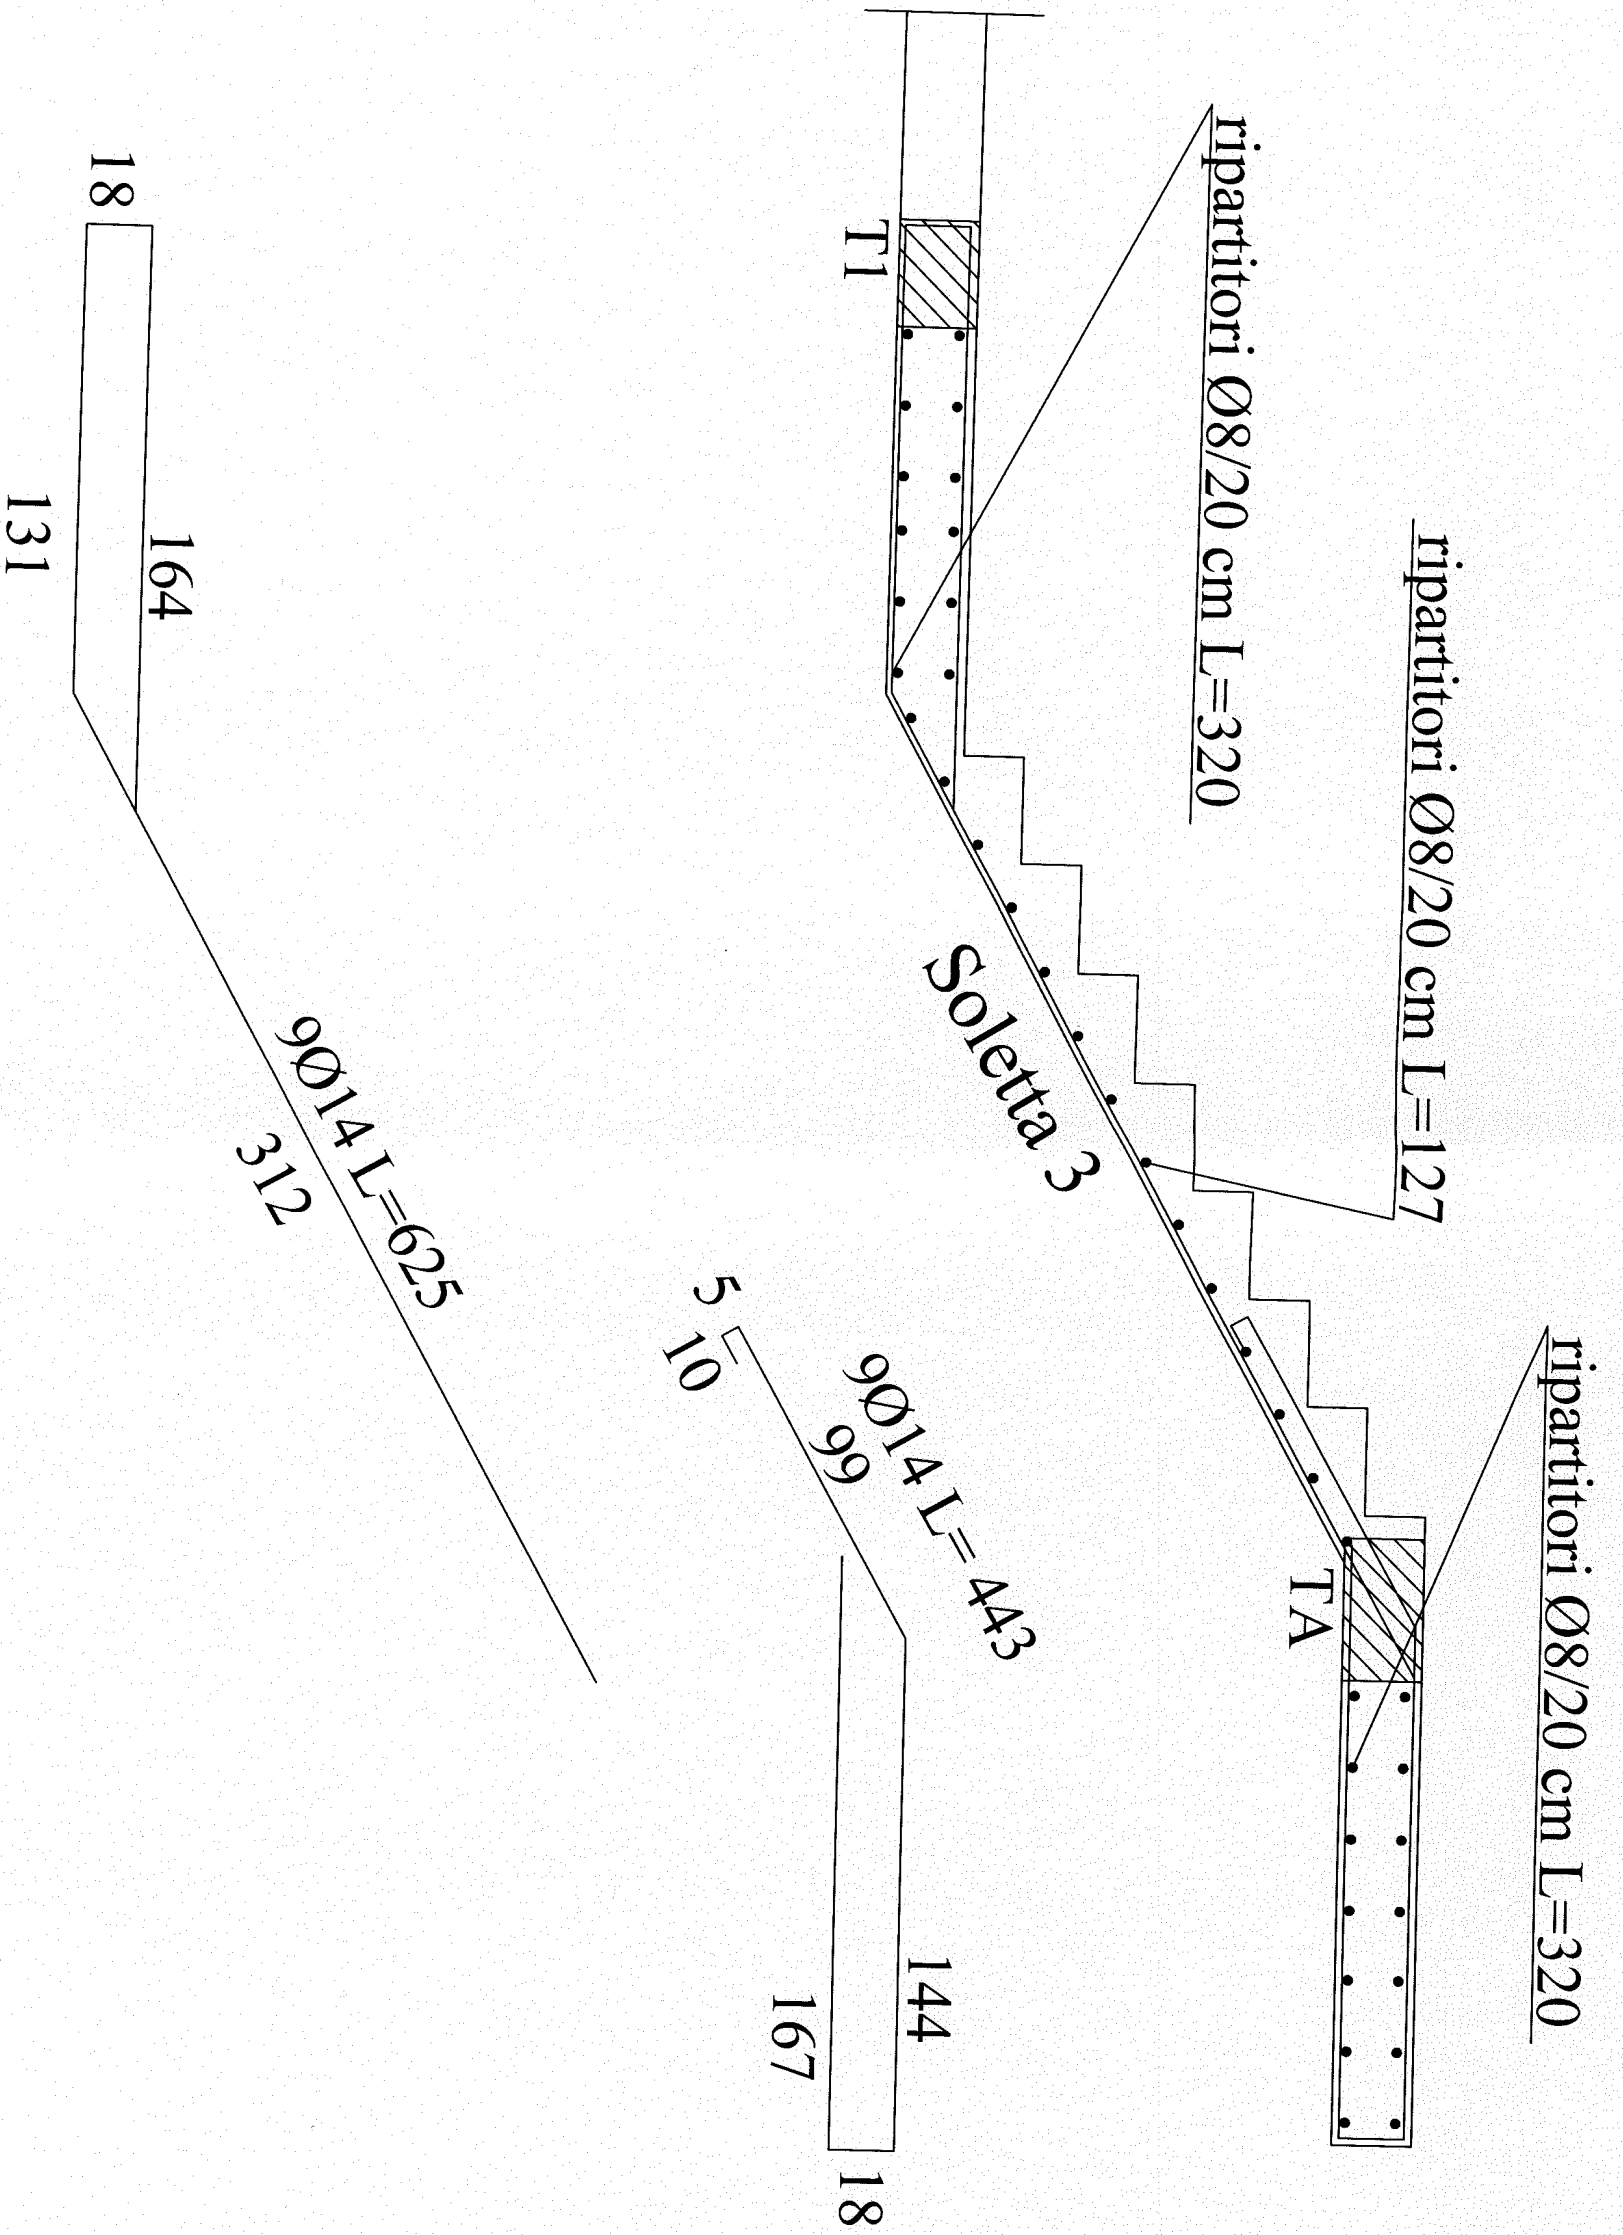 ripartitori Ø8/20 cm L=320
ripartitori Ø8/20 cm L=127
ripartitori Ø8/20 cm L=320
T1
Soletta 3
TA
9Ø14 L= 443
5
10
99
144
167
18
18
164
131
9Ø14 L=625
312